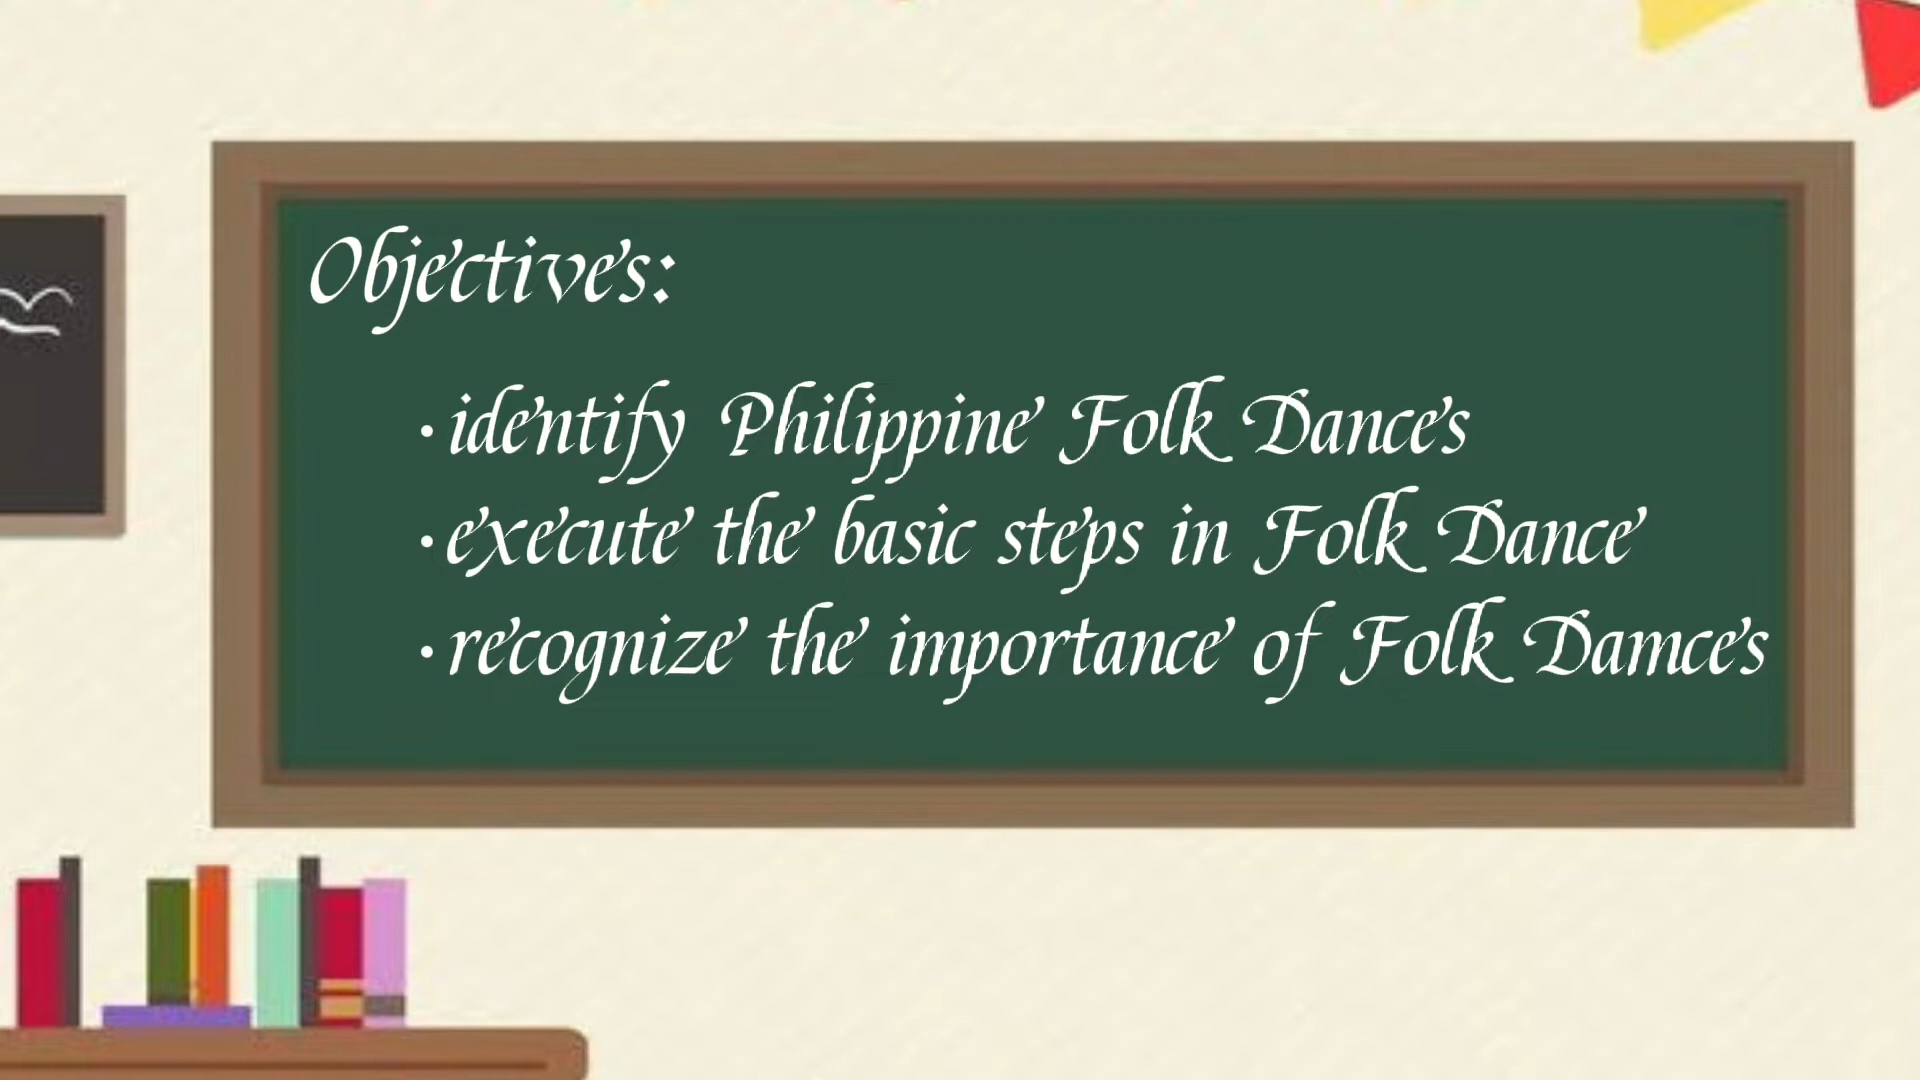 Objectives:
• identify Philippine Folk Dances
• execute the basic steps in Folk Dance
• recognize the importance of Folk Damces